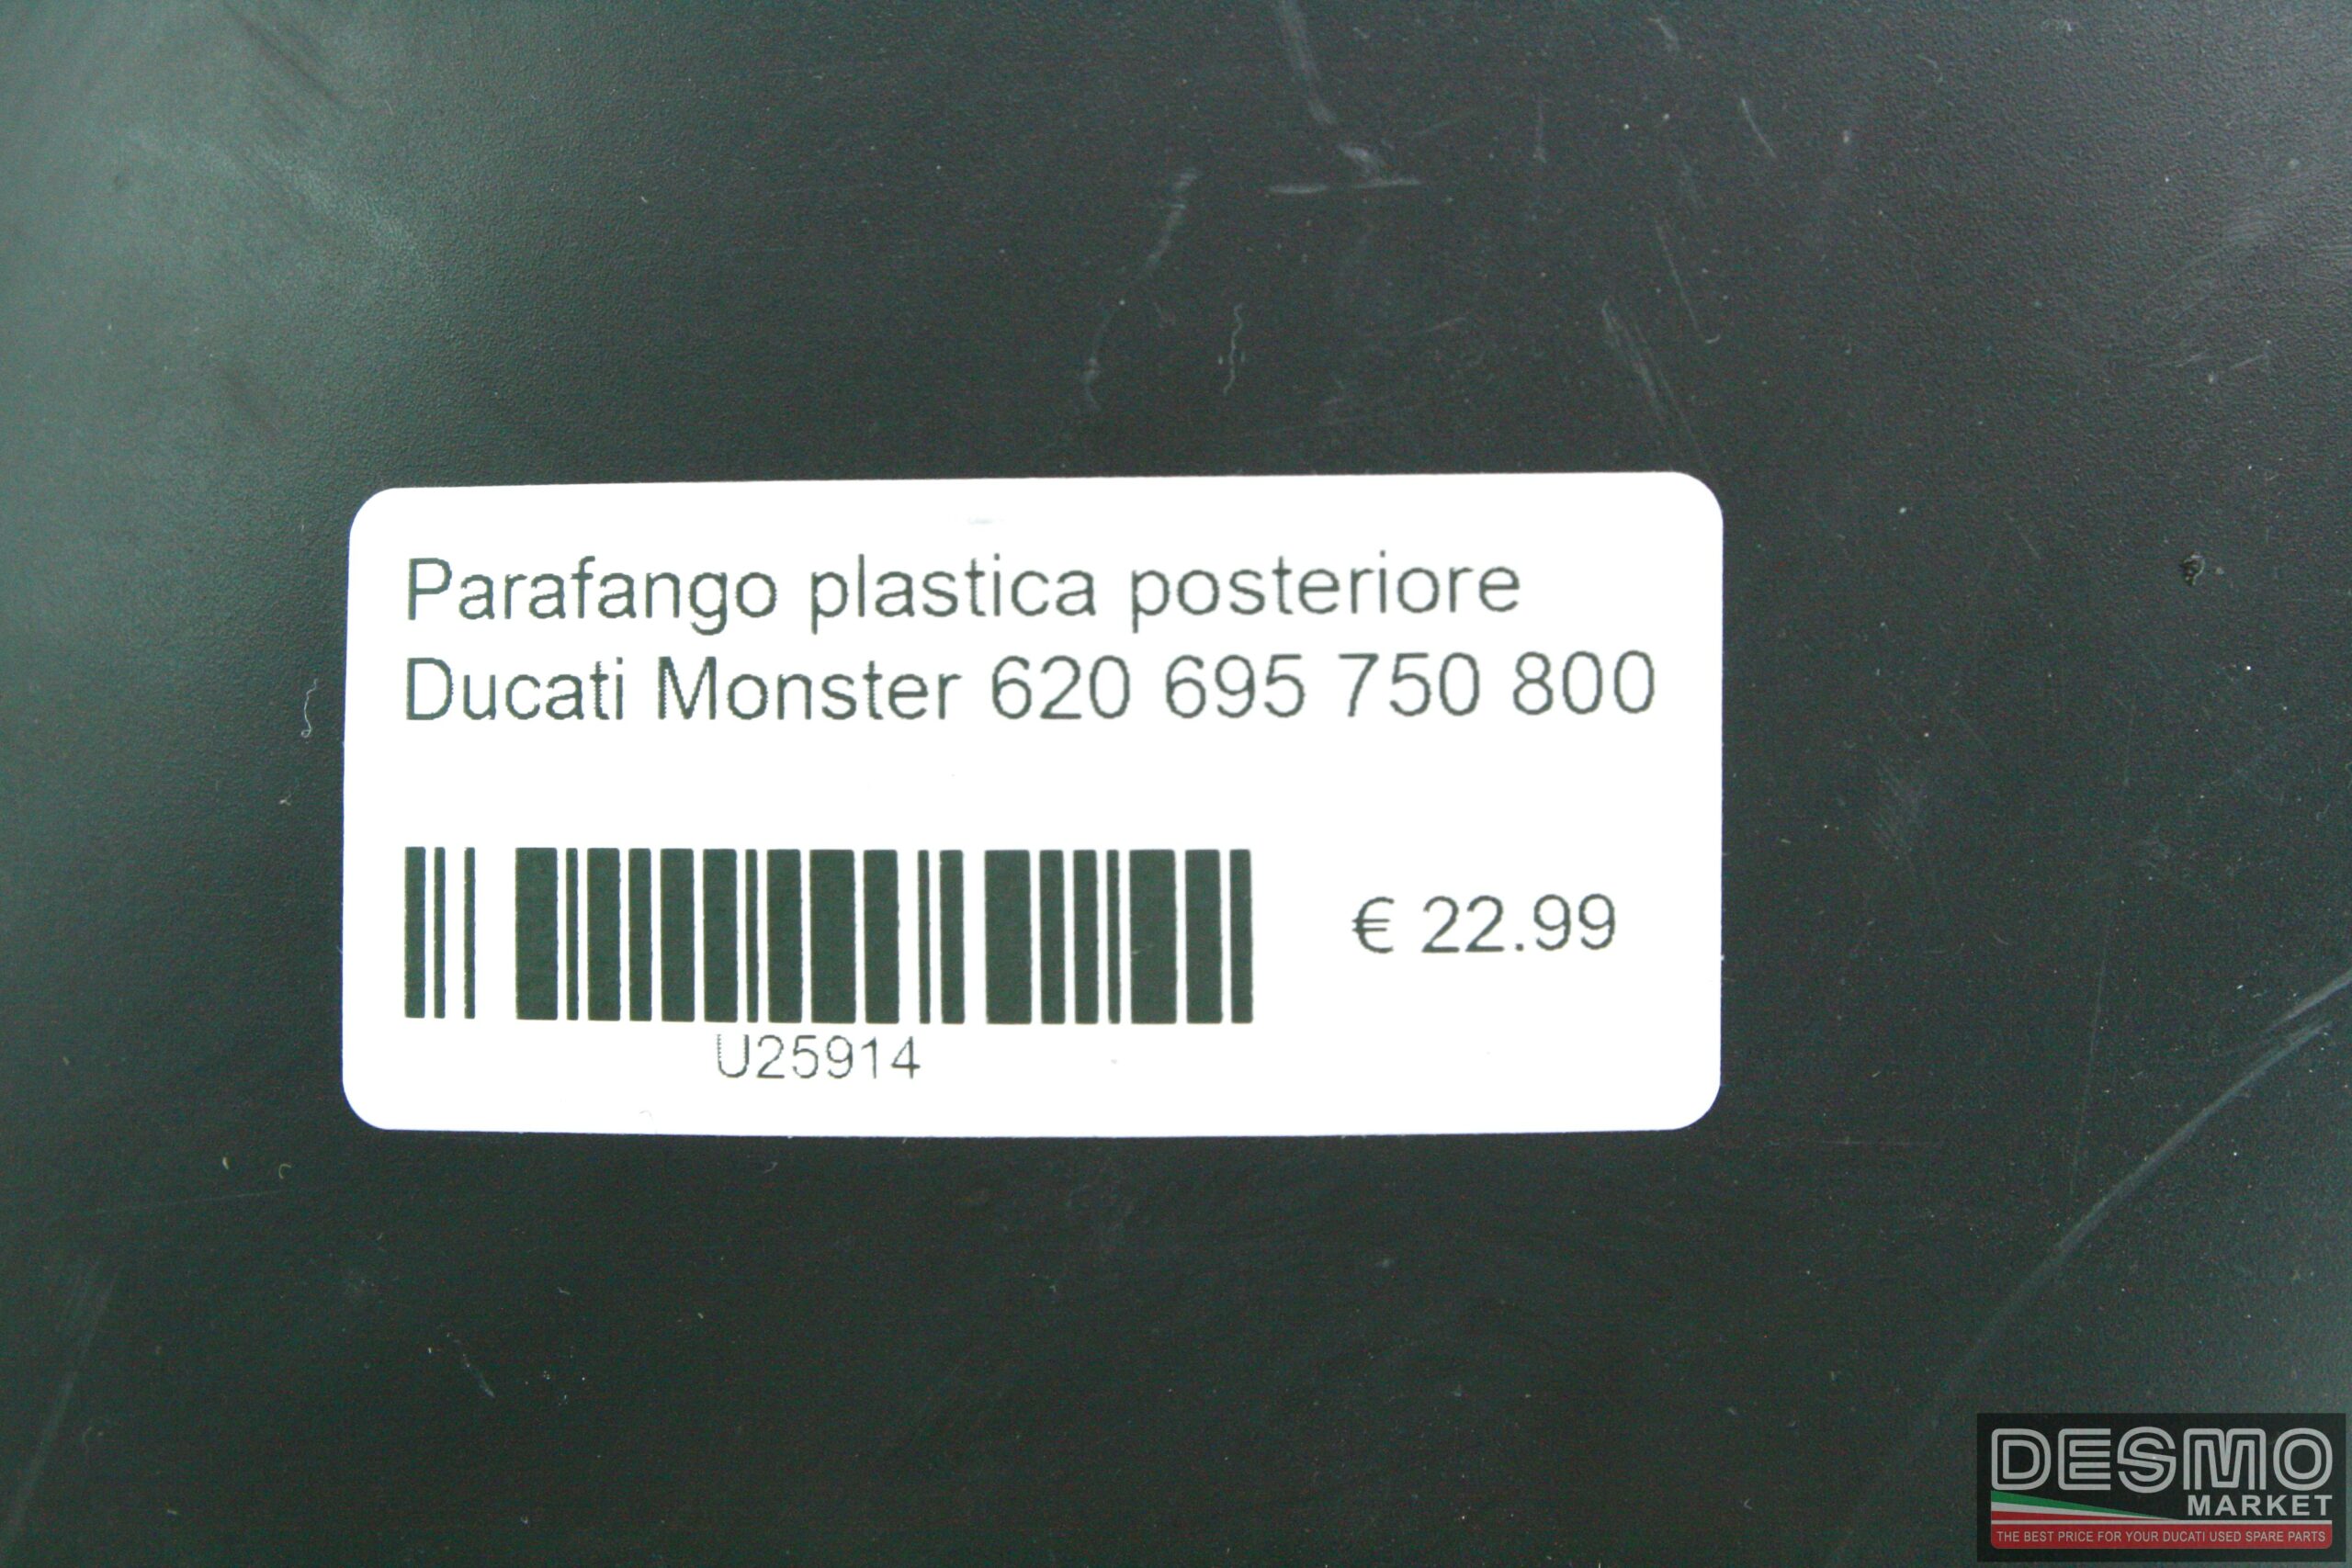 Parafango plastica posteriore
Ducati Monster 620 695 750 800
€ 22.99
U25914
DESMO
MARKET
THE BEST PRICE FOR YOUR DUCATI USED SPARE PARTS